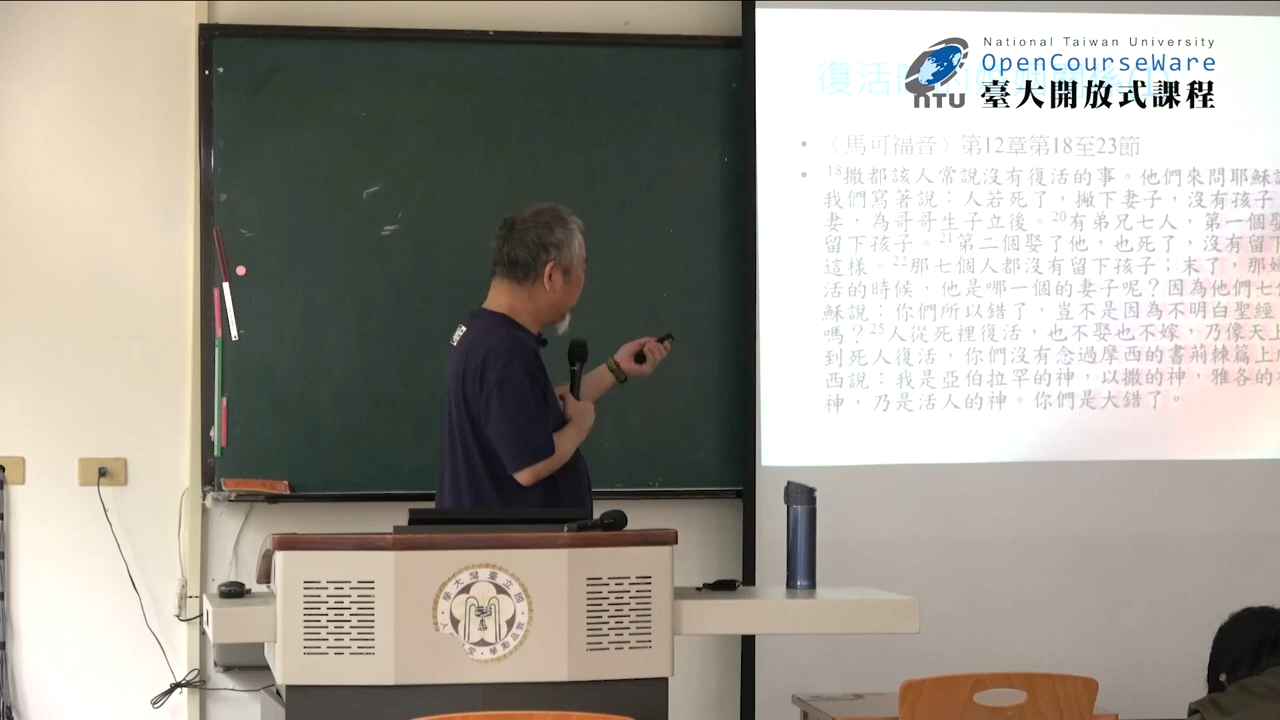 National Taiwan University
OpenCourseWare
臺大開放式課程
NTU
復活
• 〈馬可福音〉第12章第18至23節
• 18撒都該人常說沒有復活的事。他們來問耶穌
我們寫著說：人若死了，撇下妻子，沒有孩子
妻，為哥哥生子立後。20有弟兄七人，第一個娶
留下孩子。21第二個娶了他，也死了，沒有留下
這樣。22那七個人都沒有留下孩子；末了，那
活的時候，他是哪一個的妻子呢？因為他們七
穌說：你們所以錯了，豈不是因為不明白聖經
嗎？25人從死裡復活，也不娶也不嫁，乃像天上
到死人復活，你們沒有念過摩西的書荊棘篇上
西說：我是亞伯拉罕的神，以撒的神，雅各的
神，乃是活人的神。你們是大錯了。
學大灣臺立國